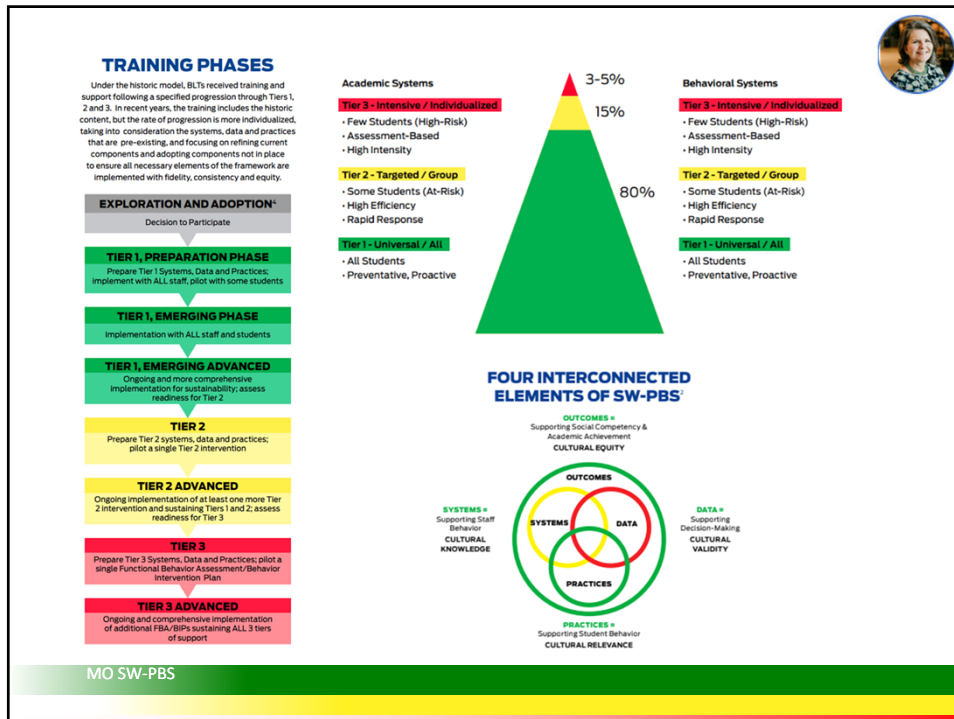 TRAINING PHASES
Under the historic model, BLTs received training and
support following a specified progression through Tiers 1,
2 and 3. In recent years, the training includes the historic
content, but the rate of progression is more individualized,
taking into consideration the systems, data and practices
that are pre-existing, and focusing on refining current
components and adopting components not in place
to ensure all necessary elements of the framework are
implemented with fidelity, consistency and equity.
EXPLORATION AND ADOPTION⁴
Decision to Participate
TIER 1, PREPARATION PHASE
Prepare Tier 1 Systems, Data and Practices;
implement with ALL staff, pilot with some students
TIER 1, EMERGING PHASE
Implementation with ALL staff and students
TIER 1, EMERGING ADVANCED
Ongoing and more comprehensive
implementation for sustainability; assess
readiness for Tier 2
TIER 2
Prepare Tier 2 systems, data and practices;
pilot a single Tier 2 intervention
TIER 2 ADVANCED
Ongoing implementation of at least one more Tier
2 intervention and sustaining Tiers 1 and 2; assess
readiness for Tier 3
TIER 3
Prepare Tier 3 Systems, Data and Practices; pilot a
single Functional Behavior Assessment/Behavior
Intervention Plan
TIER 3 ADVANCED
Ongoing and comprehensive implementation
of additional FBA/BIPs sustaining ALL 3 tiers
of support
Academic Systems
Tier 3 - Intensive / Individualized
• Few Students (High-Risk)
• Assessment-Based
• High Intensity
Tier 2 - Targeted / Group
• Some Students (At-Risk)
• High Efficiency
• Rapid Response
Tier 1 - Universal / All
• All Students
• Preventative, Proactive
3-5%
15%
80%
Behavioral Systems
Tier 3 - Intensive / Individualized
• Few Students (High-Risk)
• Assessment-Based
• High Intensity
Tier 2 - Targeted / Group
• Some Students (At-Risk)
• High Efficiency
• Rapid Response
Tier 1 - Universal / All
• All Students
• Preventative, Proactive
FOUR INTERCONNECTED
ELEMENTS OF SW-PBS²
OUTCOMES =
Supporting Social Competency &
Academic Achievement
CULTURAL EQUITY
OUTCOMES
SYSTEMS =
Supporting Staff
Behavior
CULTURAL
KNOWLEDGE
SYSTEMS
DATA
DATA =
Supporting
Decision-Making
CULTURAL
VALIDITY
PRACTICES
PRACTICES =
Supporting Student Behavior
CULTURAL RELEVANCE
MO SW-PBS